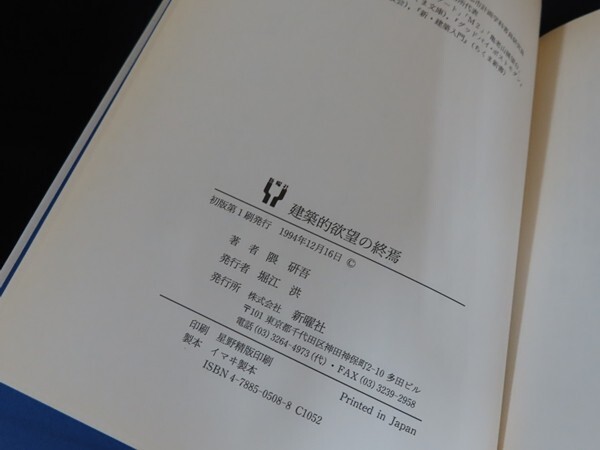 建築的欲望の終焉
初版第1刷発行 1994年12月16日 ©
著者 隈 研吾
発行者 堀江 洪
発行所 株式会社 新曜社
〒101 東京都千代田区神田神保町2-10 多田ビル
電話(03)3264-4973(代)・FAX(03)3239-2958
印刷 星野精版印刷 Printed in Japan
製本 イマヰ製本
ISBN4-7885-0508-8 C1052